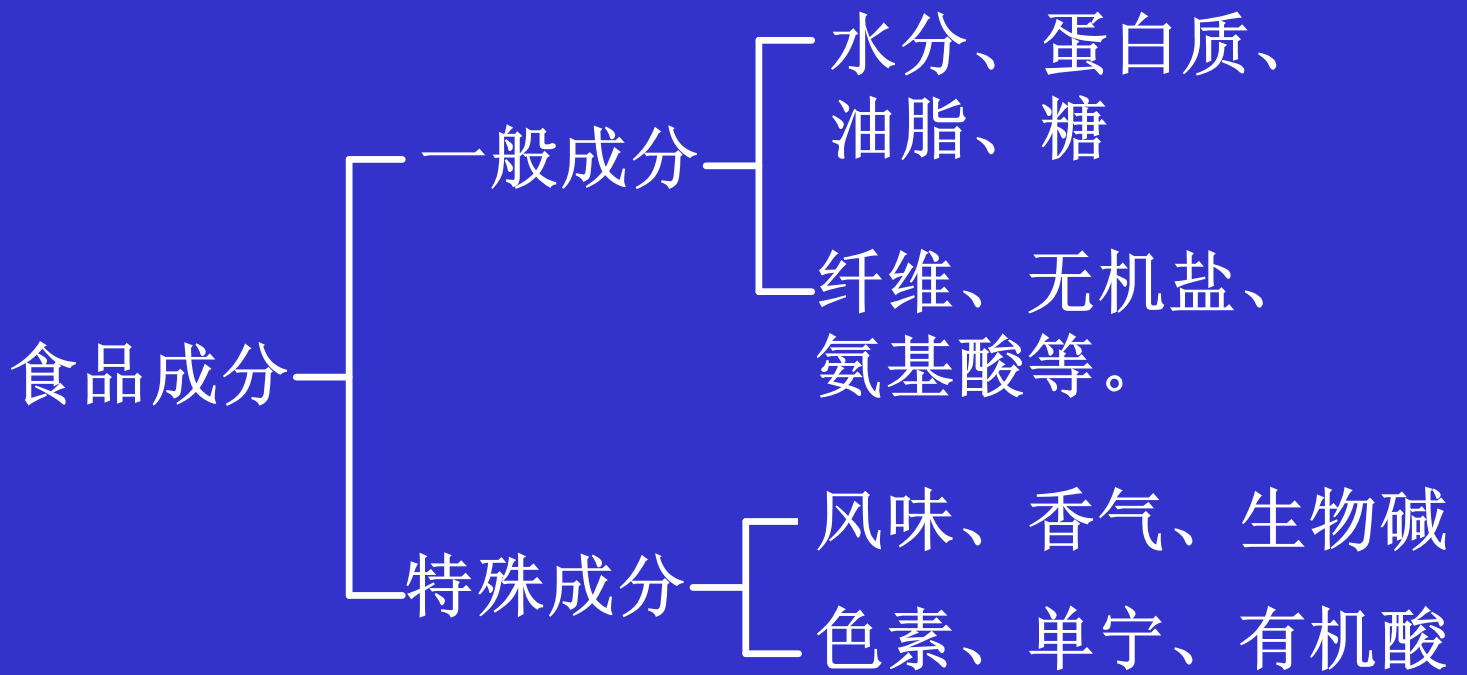 食品成分
一般成分
水分、蛋白质、
油脂、糖
纤维、无机盐、
氨基酸等。
特殊成分
风味、香气、生物碱
色素、单宁、有机酸